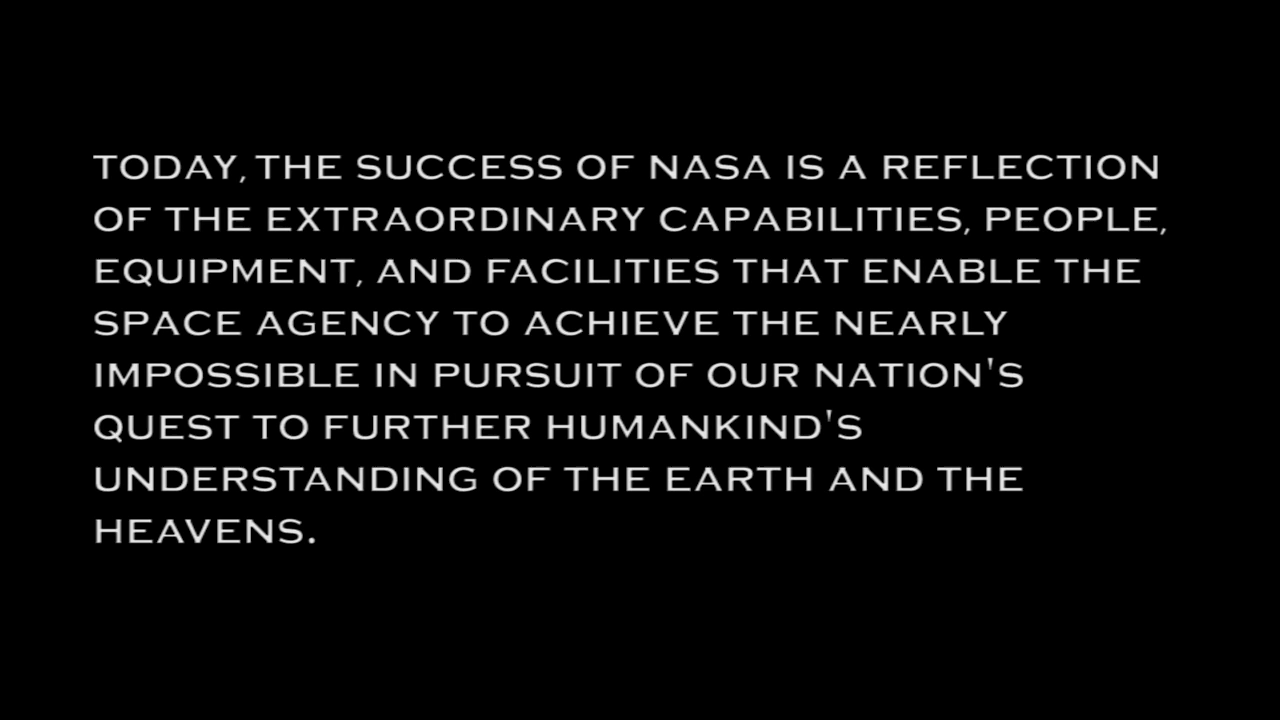 TODAY, THE SUCCESS OF NASA IS A REFLECTION
OF THE EXTRAORDINARY CAPABILITIES, PEOPLE,
EQUIPMENT, AND FACILITIES THAT ENABLE THE
SPACE AGENCY TO ACHIEVE THE NEARLY
IMPOSSIBLE IN PURSUIT OF OUR NATION'S
QUEST TO FURTHER HUMANKIND'S
UNDERSTANDING OF THE EARTH AND THE
HEAVENS.